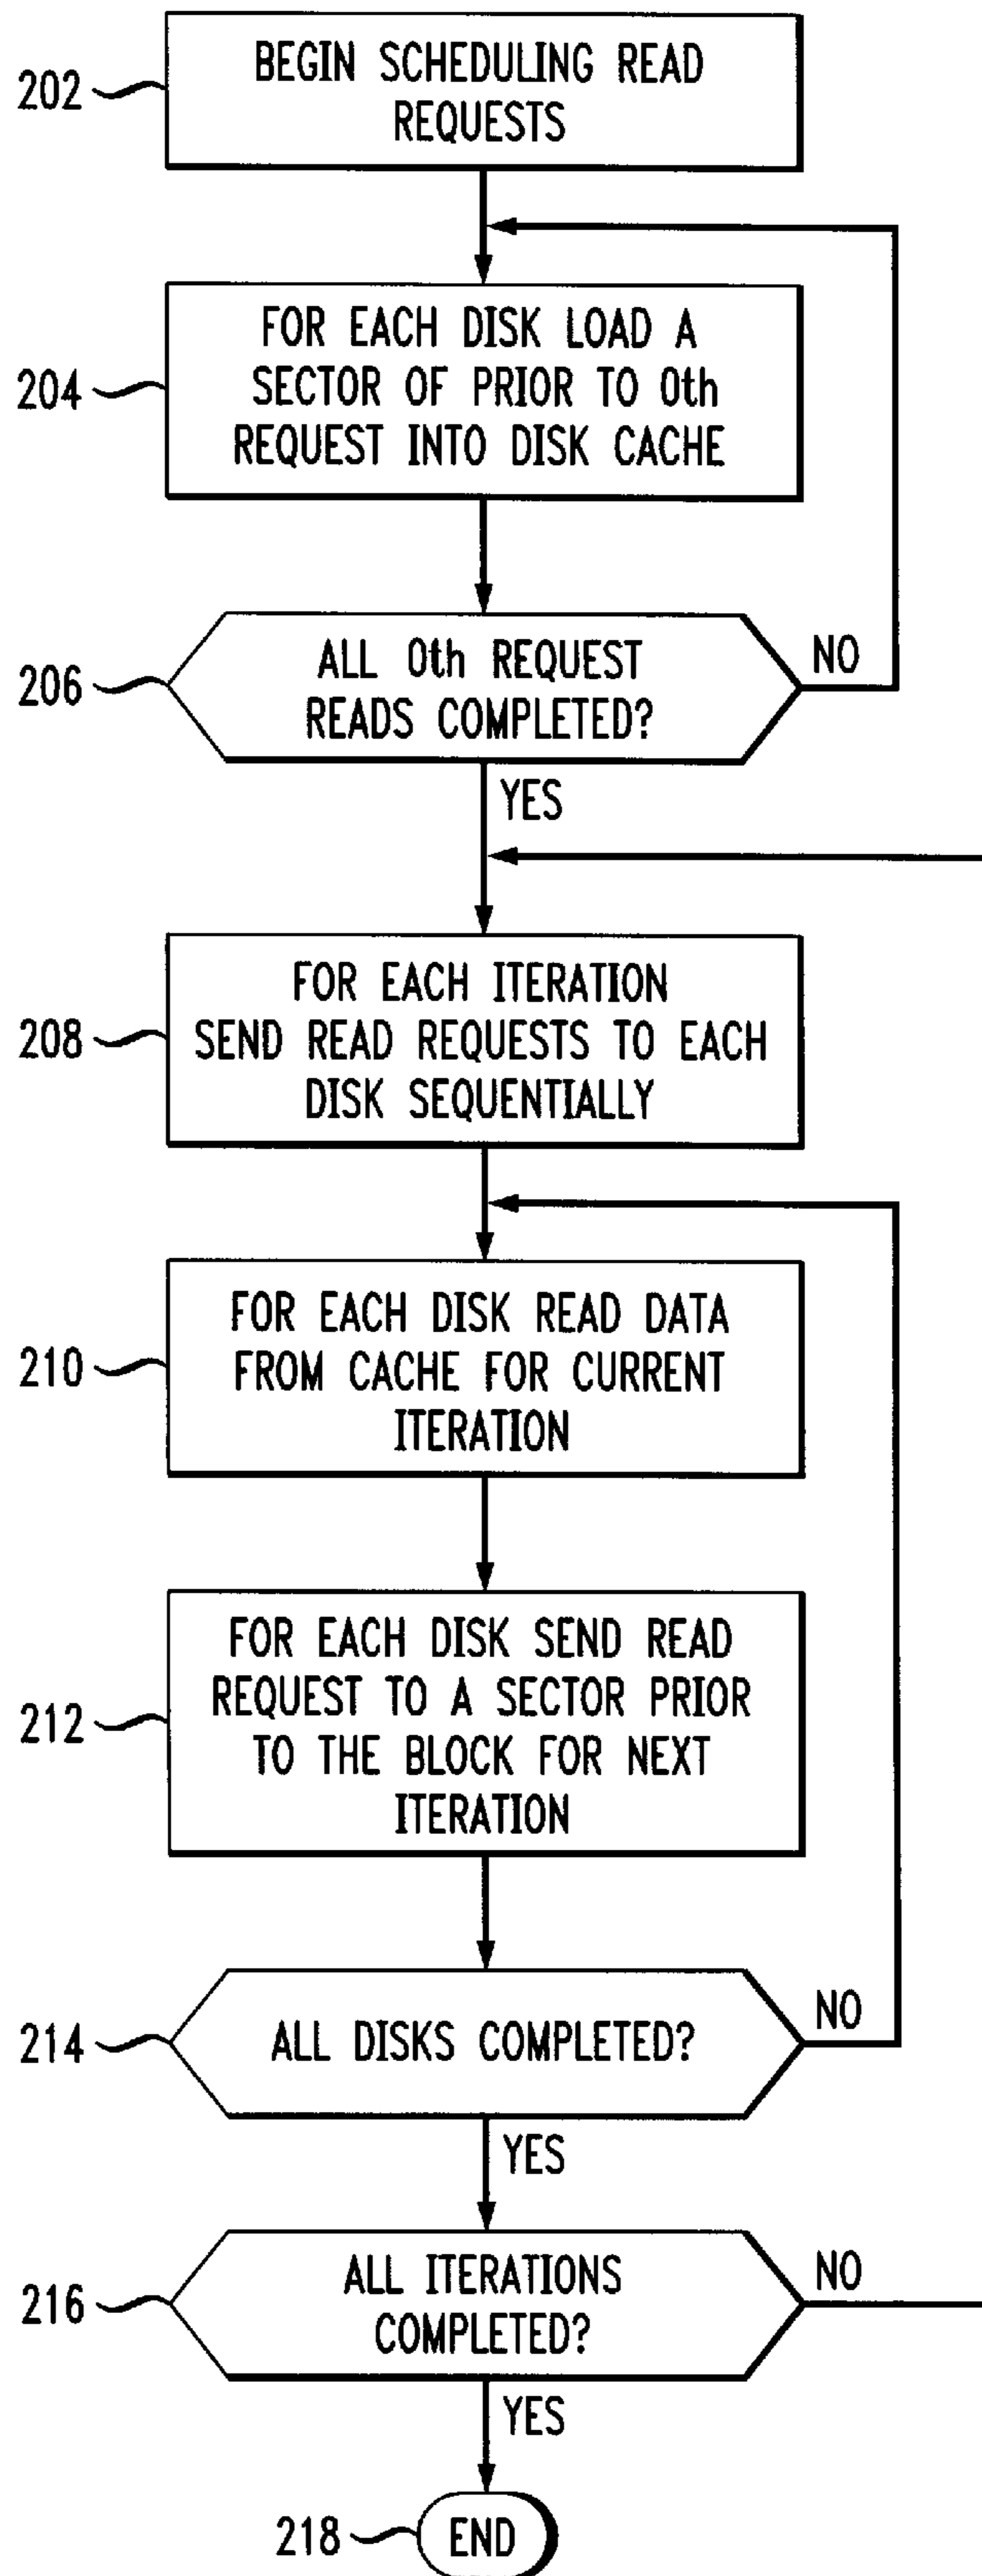 202
BEGIN SCHEDULING READ
REQUESTS
204
FOR EACH DISK LOAD A
SECTOR OF PRIOR TO 0th
REQUEST INTO DISK CACHE
206
ALL 0th REQUEST
READS COMPLETED?
NO
YES
208
FOR EACH ITERATION
SEND READ REQUESTS TO EACH
DISK SEQUENTIALLY
210
FOR EACH DISK READ DATA
FROM CACHE FOR CURRENT
ITERATION
212
FOR EACH DISK SEND READ
REQUEST TO A SECTOR PRIOR
TO THE BLOCK FOR NEXT
ITERATION
214
ALL DISKS COMPLETED?
NO
YES
216
ALL ITERATIONS
COMPLETED?
NO
YES
218
END